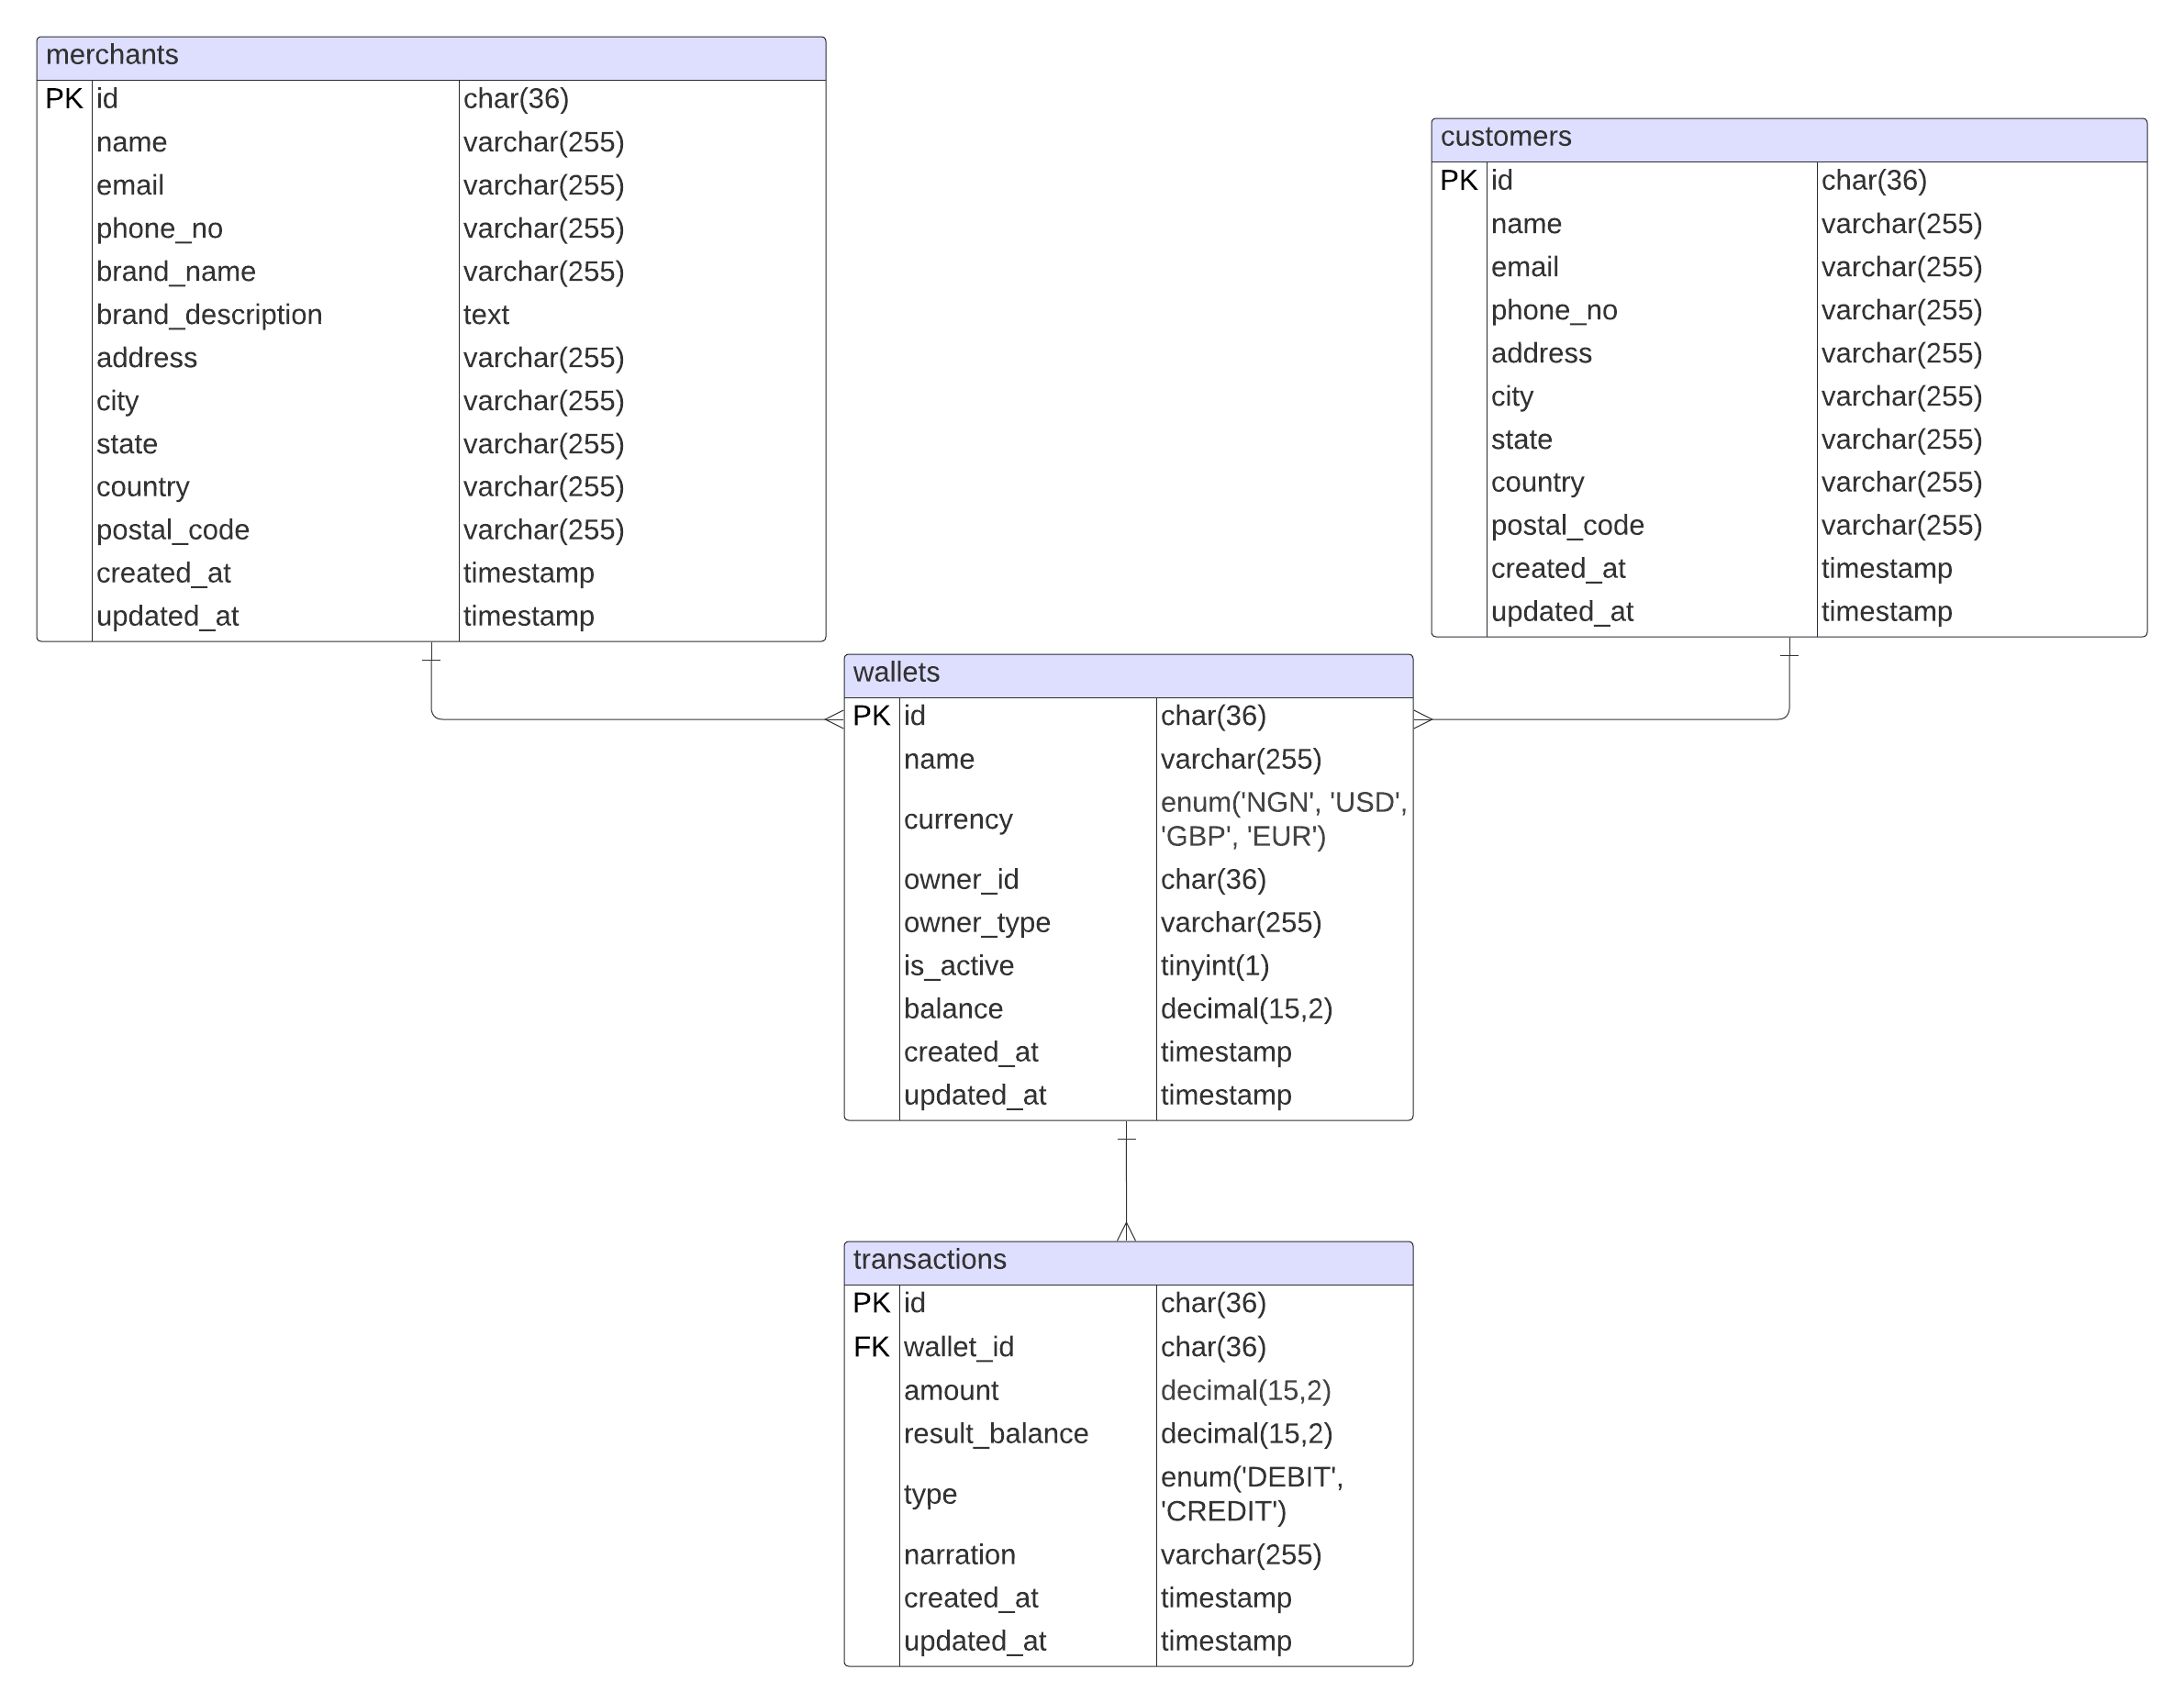 merchants
PK id char(36)
name varchar(255)
email varchar(255)
phone_no varchar(255)
brand_name varchar(255)
brand_description text
address varchar(255)
city varchar(255)
state varchar(255)
country varchar(255)
postal_code varchar(255)
created_at timestamp
updated_at timestamp
customers
PK id char(36)
name varchar(255)
email varchar(255)
phone_no varchar(255)
address varchar(255)
city varchar(255)
state varchar(255)
country varchar(255)
postal_code varchar(255)
created_at timestamp
updated_at timestamp
wallets
PK id char(36)
name varchar(255)
currency enum('NGN', 'USD',
'GBP', 'EUR')
owner_id char(36)
owner_type varchar(255)
is_active tinyint(1)
balance decimal(15,2)
created_at timestamp
updated_at timestamp
transactions
PK id char(36)
FK wallet_id char(36)
amount decimal(15,2)
result_balance decimal(15,2)
type enum('DEBIT',
'CREDIT')
narration varchar(255)
created_at timestamp
updated_at timestamp